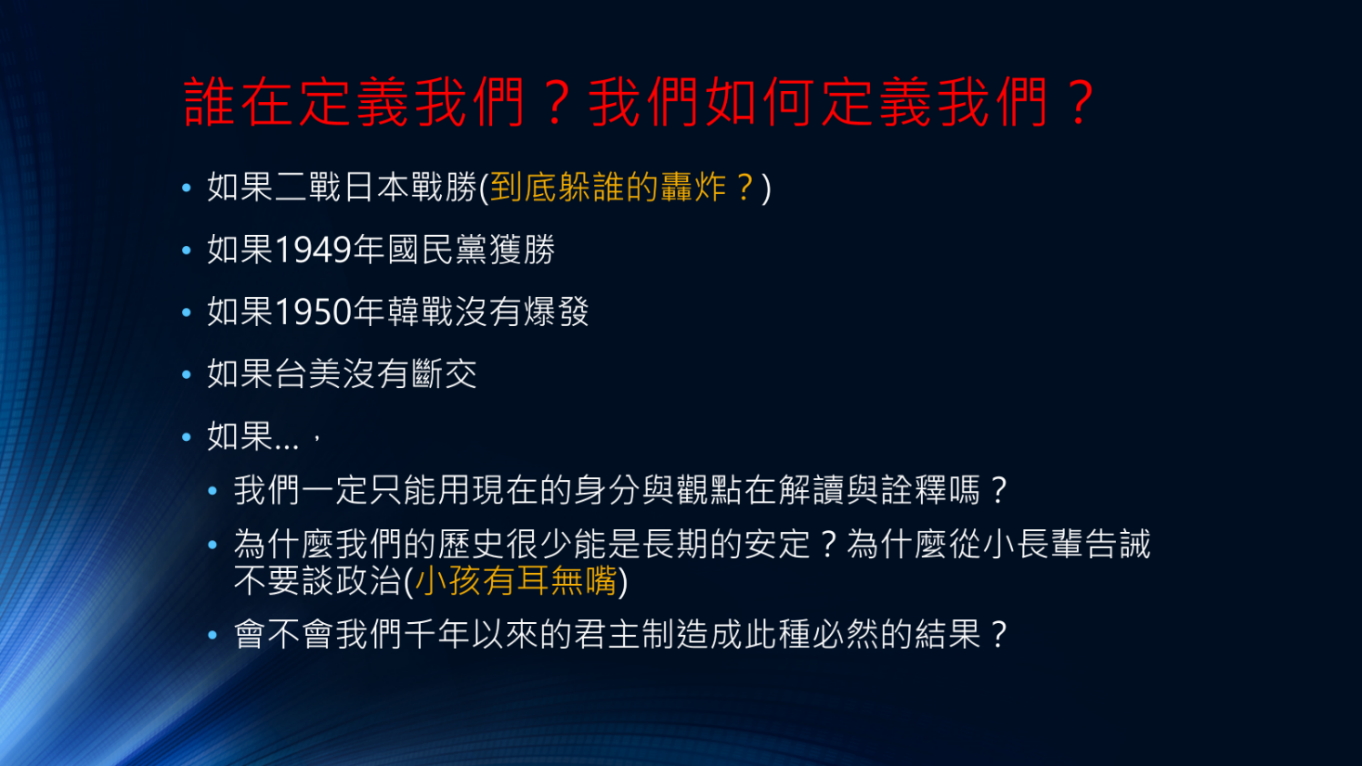 誰在定義我們？我們如何定義我們？
• 如果二戰日本戰勝(到底躲誰的轟炸？)
• 如果1949年國民黨獲勝
• 如果1950年韓戰沒有爆發
• 如果台美沒有斷交
• 如果...，
• 我們一定只能用現在的身分與觀點在解讀與詮釋嗎？
• 為什麼我們的歷史很少能是長期的安定？為什麼從小長輩告誡
不要談政治(小孩有耳無嘴)
• 會不會我們千年以來的君主制造成此種必然的結果？